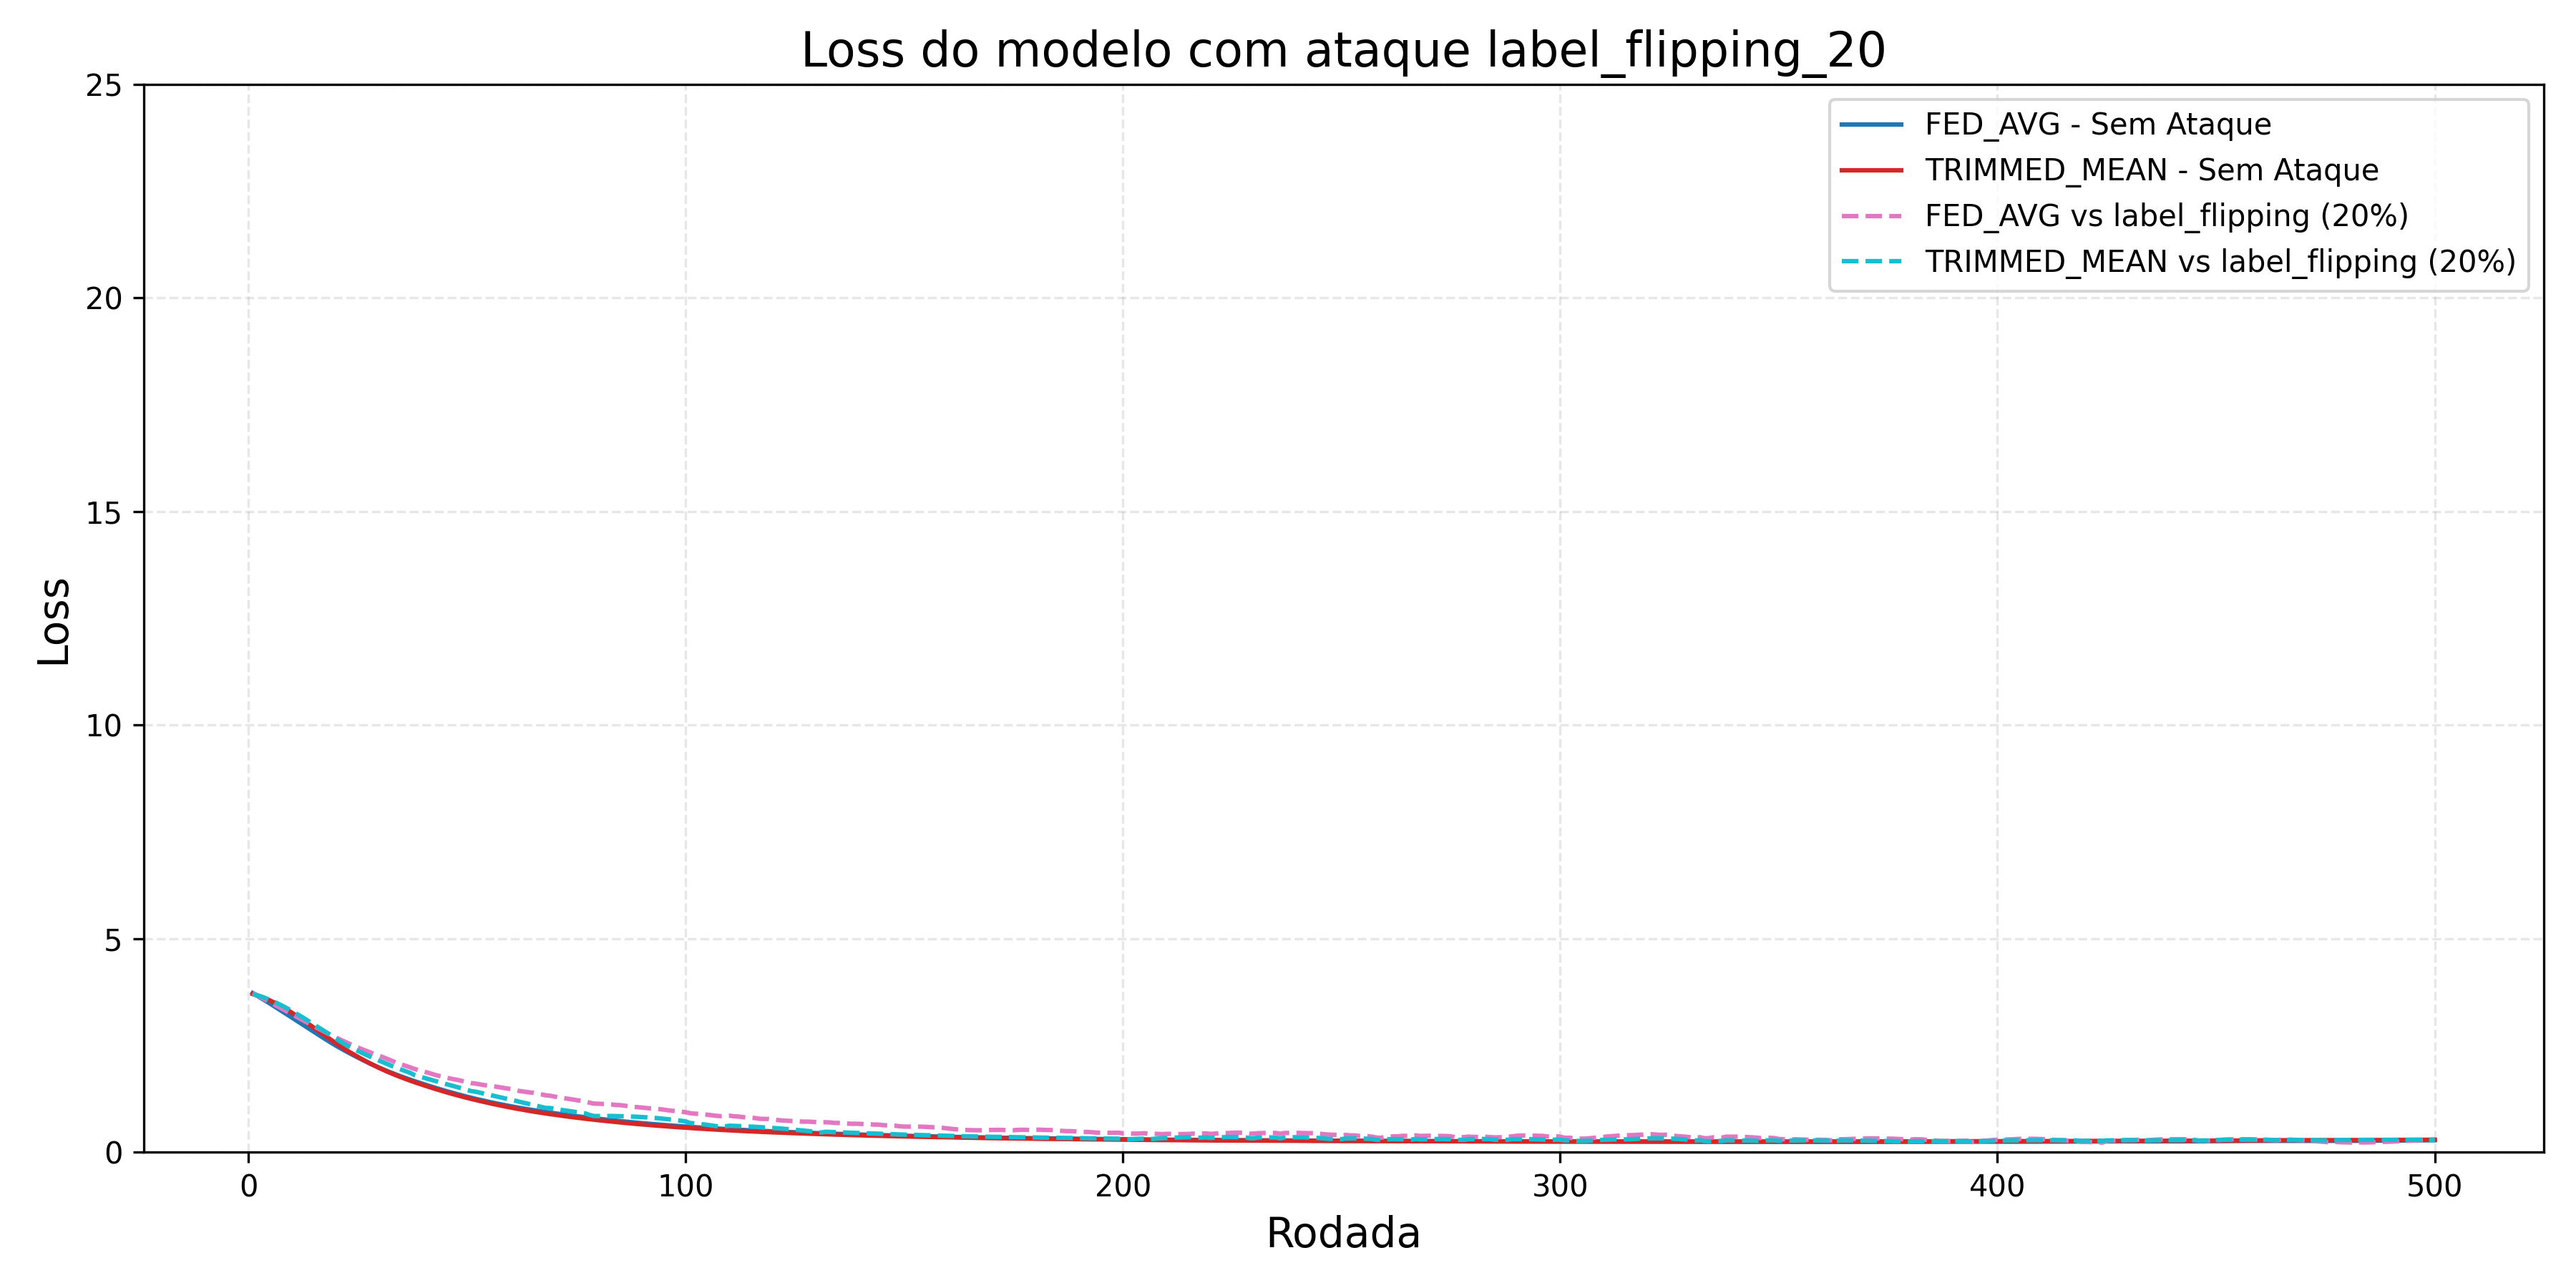 Loss do modelo com ataque label_flipping_20
25
20
15
10
5
0
Loss
FED_AVG - Sem Ataque
TRIMMED_MEAN - Sem Ataque
FED_AVG vs label_flipping (20%)
TRIMMED_MEAN vs label_flipping (20%)
0 100 200 300 400 500
Rodada